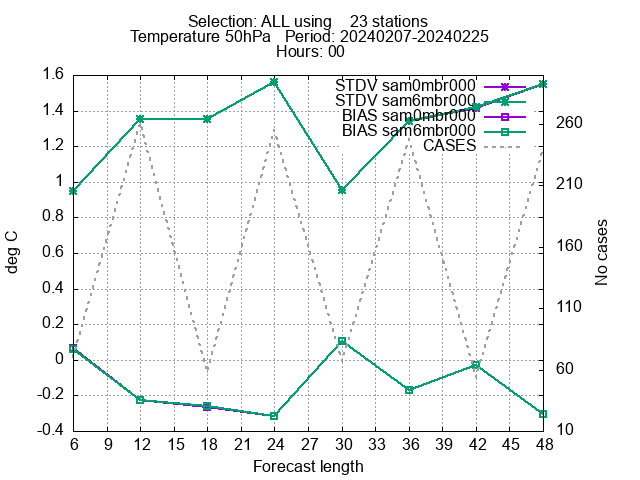 Selection: ALL using    23 stations
Temperature 50hPa   Period: 20240207-20240225
Hours: 00
STDV sam0mbr000
STDV sam6mbr000
BIAS sam0mbr000
BIAS sam6mbr000
CASES
deg C
1.6
1.4
1.2
1
0.8
0.6
0.4
0.2
0
-0.2
-0.4
260
210
160
110
60
10
No cases
6 9 12 15 18 21 24 27 30 33 36 39 42 45 48
Forecast length